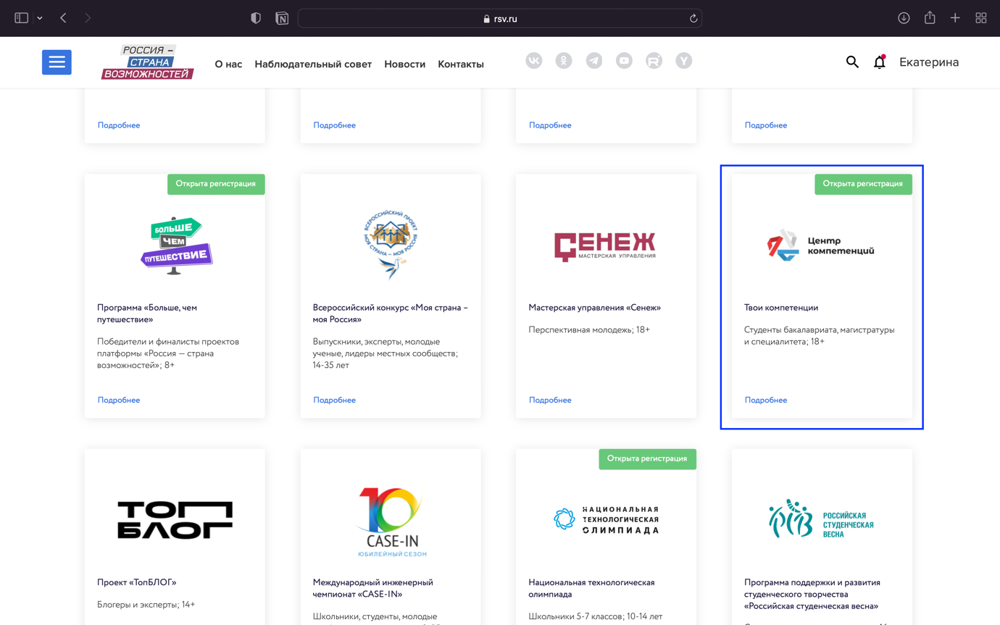 rsv.ru
РОССИЯ –
СТРАНА
ВОЗМОЖНОСТЕЙ
О нас
Наблюдательный совет
Новости
Контакты
Екатерина
Подробнее
Подробнее
Подробнее
Подробнее
Открыта регистрация
БОЛЬШЕ
ЧЕМ
ПУТЕШЕСТВИЕ
Программа «Больше, чем
путешествие»
Победители и финалисты проектов
платформы «Россия — страна
возможностей»; 8+
Подробнее
ВСЕРОССИЙСКИЙ ПРОЕКТ
МОЯ СТРАНА – МОЯ РОССИЯ
Всероссийский конкурс «Моя страна –
моя Россия»
Выпускники, эксперты, молодые
ученые, лидеры местных сообществ;
14-35 лет
Подробнее
СЕНЕЖ
МАСТЕРСКАЯ УПРАВЛЕНИЯ
Мастерская управления «Сенеж»
Перспективная молодежь; 18+
Подробнее
Открыта регистрация
Центр
компетенций
Твои компетенции
Студенты бакалавриата, магистратуры
и специалитета; 18+
Подробнее
ТОП
БЛОГ
Проект «ТопБЛОГ»
Блогеры и эксперты; 14+
10
CASE-IN
ЮБИЛЕЙНЫЙ СЕЗОН
Международный инженерный
чемпионат «CASE-IN»
Школьники, студенты, молодые
Открыта регистрация
НАЦИОНАЛЬНАЯ
ТЕХНОЛОГИЧЕСКАЯ
ОЛИМПИАДА
Национальная технологическая
олимпиада
Школьники 5-7 классов; 10-14 лет
РОССИЙСКАЯ
СТУДЕНЧЕСКАЯ
ВЕСНА
Программа поддержки и развития
студенческого творчества
«Российская студенческая весна»